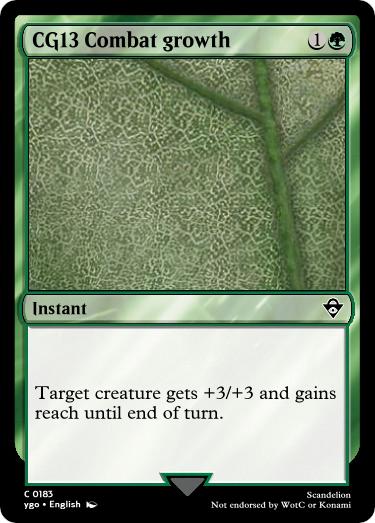 CG13 Combat growth 1
Instant
Target creature gets +3/+3 and gains
reach until end of turn.
C 0183
ygo • English
Scandelion
Not endorsed by WotC or Konami